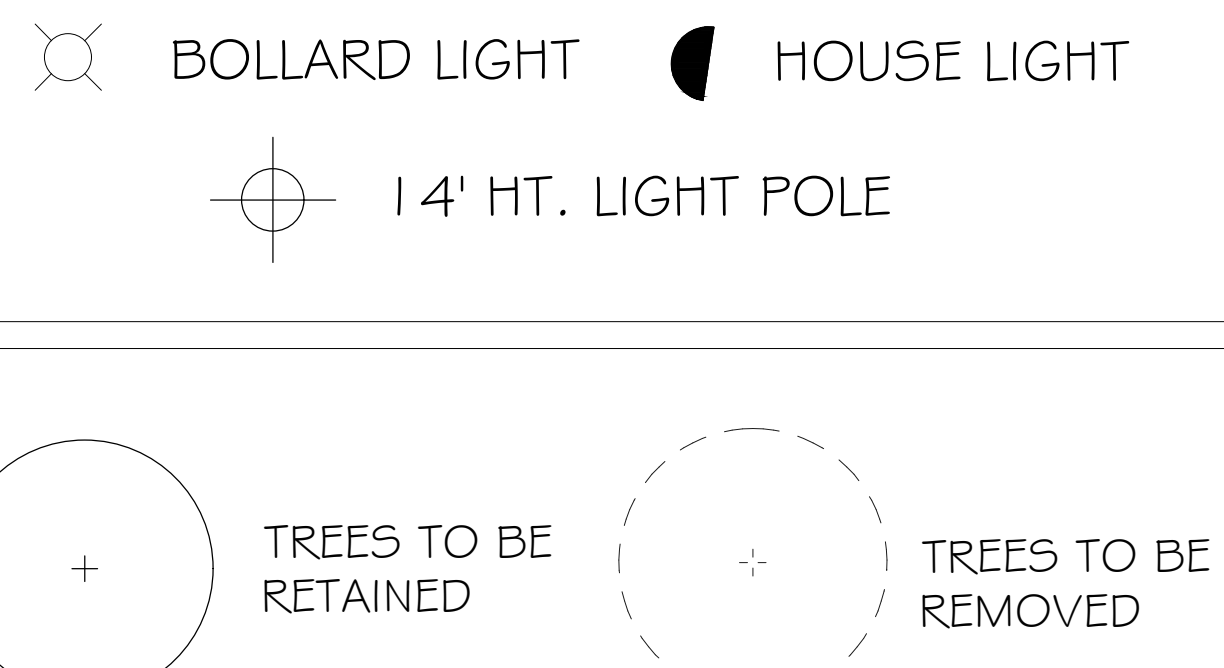 BOLLARD LIGHT
HOUSE LIGHT
14' HT. LIGHT POLE
TREES TO BE
RETAINED
TREES TO BE
REMOVED